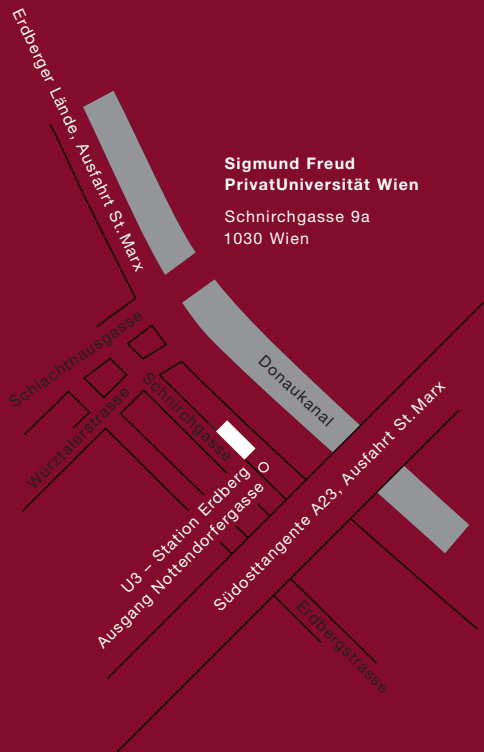 Erdberger Lände, Ausfahrt St. Marx
Sigmund Freud
PrivatUniversität Wien
Schnirchgasse 9a
1030 Wien
Schlachthausgasse
Würztalerstrasse
Schnirchgasse
Donaukanal
U3 – Station Erdberg
Ausgang Nottendorfergasse
Südosttangente A23, Ausfahrt St. Marx
Erdbergstrasse